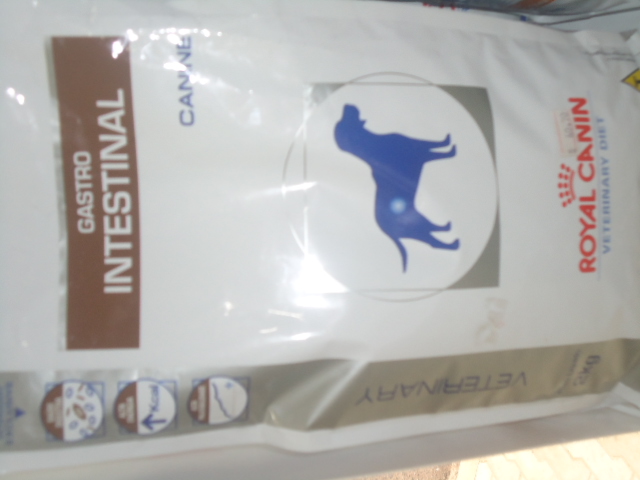 ROYAL CANIN
VETERINARY DIET
CANINE
GASTRO
INTESTINAL
VETERINARY